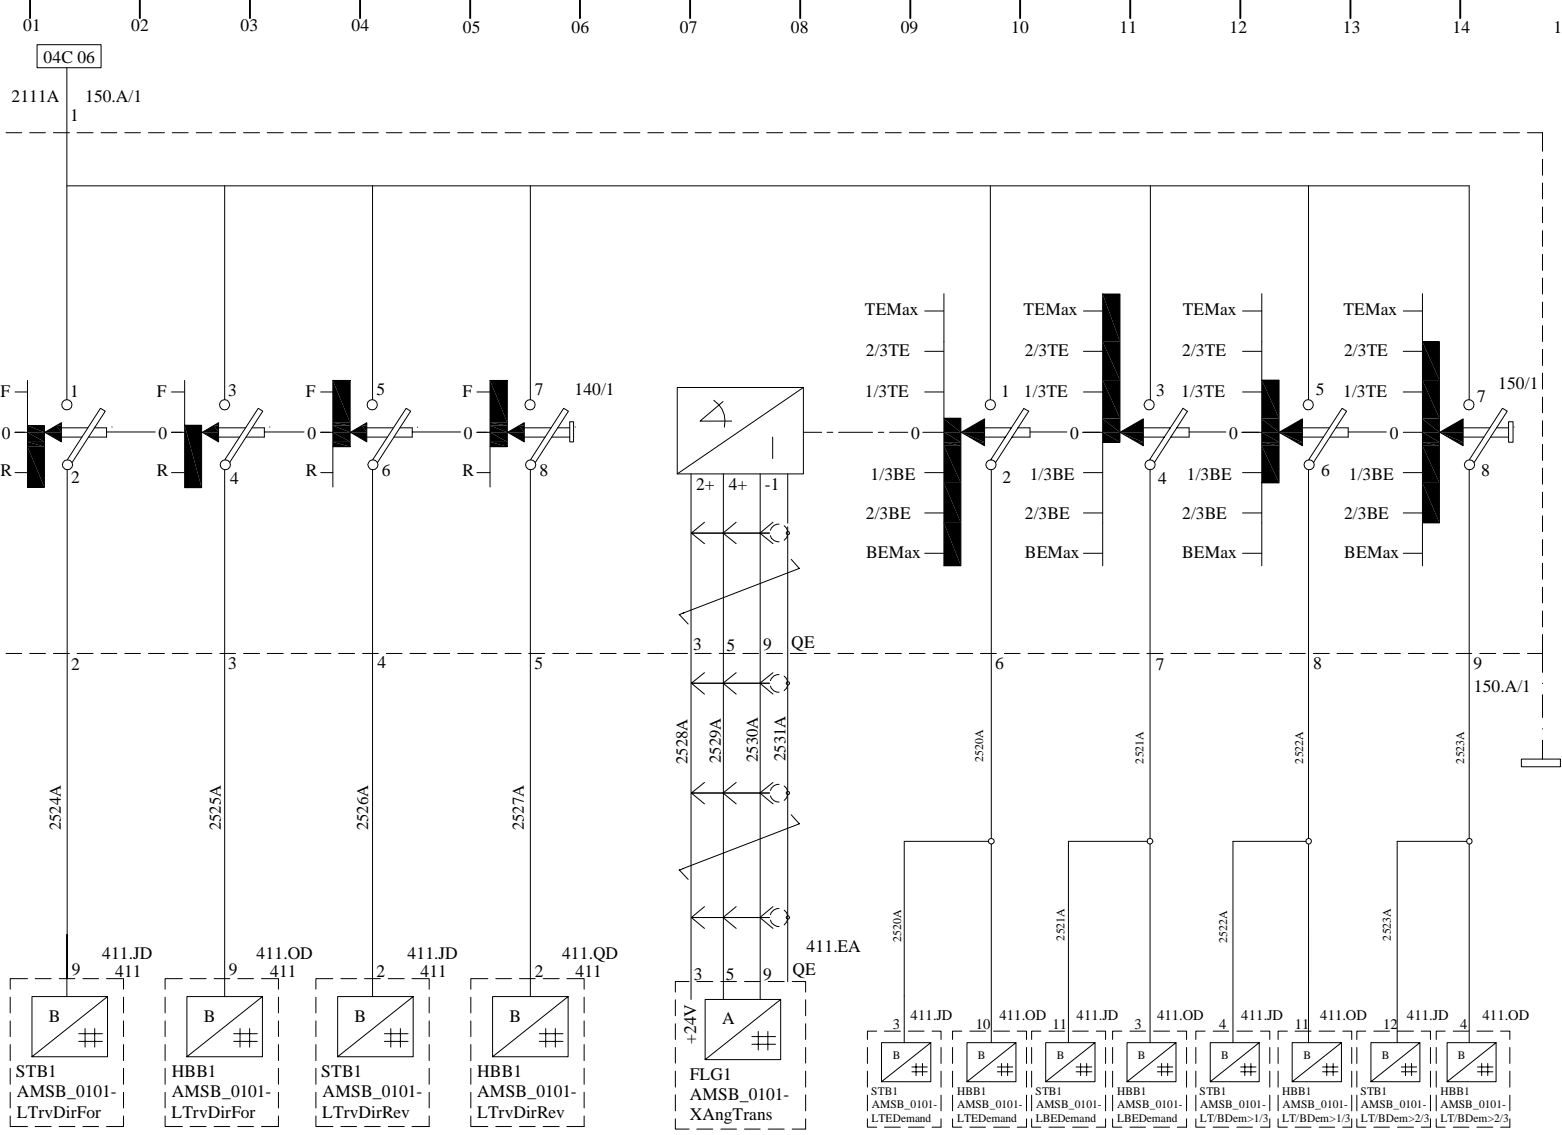 01 02 03 04 05 06 07 08 09 10 11 12 13 14 1
04C 06
2111A 150.A/1
1
TEMax TEMax TEMax TEMax
2/3TE 2/3TE 2/3TE 2/3TE
F 1 F 3 F 5 F 7 140/1 1/3TE 1 1/3TE 3 1/3TE 5 1/3TE 7 150/1
0 0 0 0 0 0 0 0
R 2 R 4 R 6 R 8 1/3BE 2 1/3BE 4 1/3BE 6 1/3BE 8
2+ 4+ -1
2/3BE 2/3BE 2/3BE 2/3BE
BEMax BEMax BEMax BEMax
3 5 9 QE
2 3 4 5 6 7 8 9
150.A/1
2528A 2529A 2530A 2531A 2520A 2521A 2522A 2523A
2524A 2525A 2526A 2527A
2520A 2521A 2522A 2523A
411.JD 411.OD 411.JD 411.QD 411.EA
9 411 9 411 2 411 2 411 3 5 9 QE
3 411.JD 10 411.OD 11 411.JD 3 411.OD 4 411.JD 11 411.OD 12 411.JD 4 411.OD
B B B B +24V A
B B B B B B B B
STB1 HBB1 STB1 HBB1 FLG1
AMSB_0101- AMSB_0101- AMSB_0101- AMSB_0101- AMSB_0101-
LTrvDirFor LTrvDirFor LTrvDirRev LTrvDirRev XAngTrans
STB1 HBB1 STB1 HBB1 STB1 HBB1 STB1 HBB1
AMSB_0101- AMSB_0101- AMSB_0101- AMSB_0101- AMSB_0101- AMSB_0101- AMSB_0101- AMSB_0101-
LTEDemand LTEDemand LBEDemand LBEDemand LT/BDem>1/3 LT/BDem>1/3 LT/BDem>2/3 LT/BDem>2/3